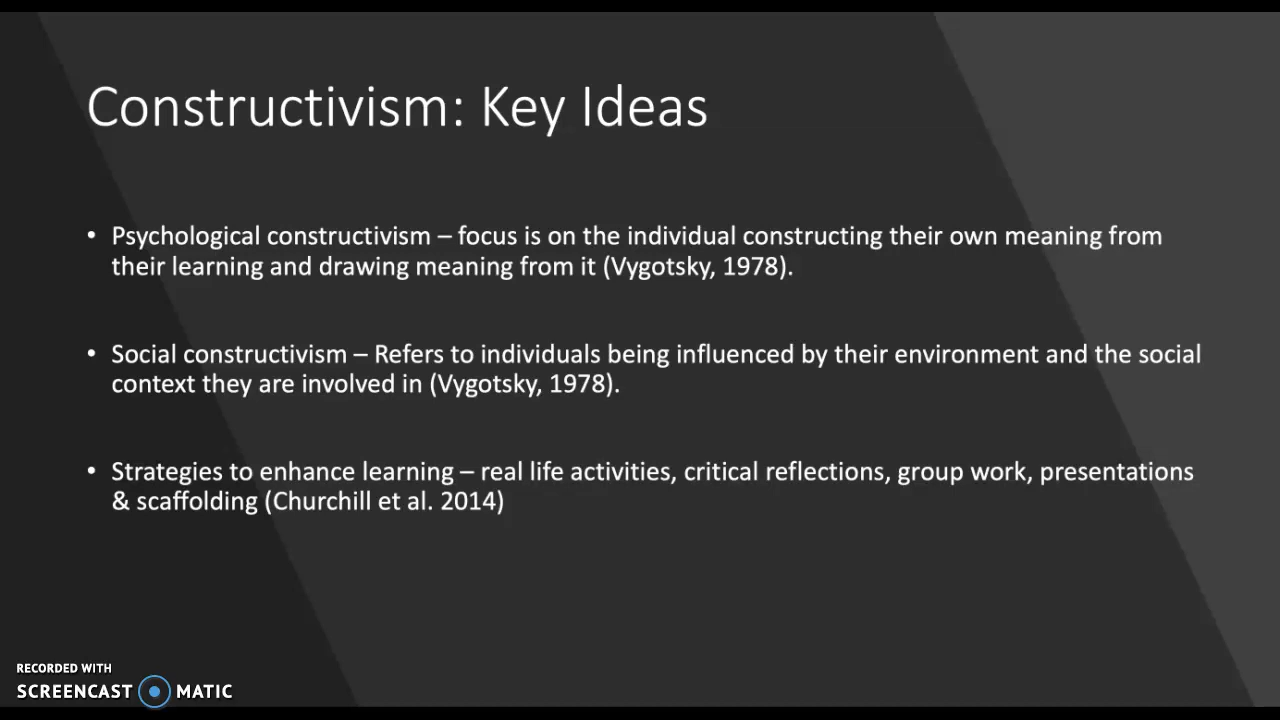 Constructivism: Key Ideas
• Psychological constructivism – focus is on the individual constructing their own meaning from
their learning and drawing meaning from it (Vygotsky, 1978).
• Social constructivism – Refers to individuals being influenced by their environment and the social
context they are involved in (Vygotsky, 1978).
• Strategies to enhance learning – real life activities, critical reflections, group work, presentations
& scaffolding (Churchill et al. 2014)
RECORDED WITH
SCREENCAST MATIC